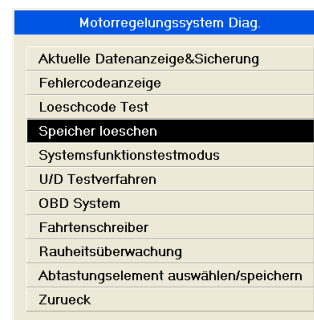 Motorregelungssystem Diag.
Aktuelle Datenanzeige&Sicherung
Fehlercodeanzeige
Loeschcode Test
Speicher loeschen
Systemsfunktionstestmodus
U/D Testverfahren
OBD System
Fahrtenschreiber
Rauheitsüberwachung
Abtastungselement auswählen/speichern
Zurueck